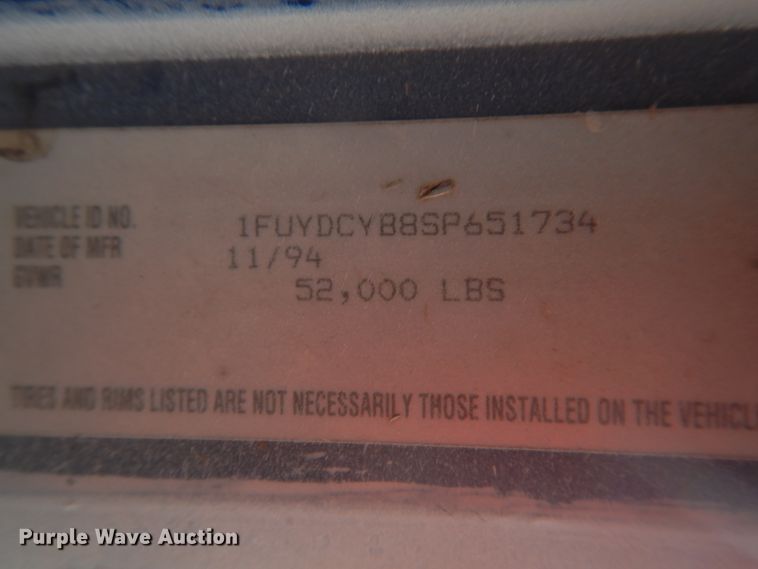 VEHICLE ID NO. 1FUYDCYB8SP651734
DATE OF MFR 11/94
GVWR 52,000 LBS
TIRES AND RIMS LISTED ARE NOT NECESSARILY THOSE INSTALLED ON THE VEHICL
Purple Wave Auction